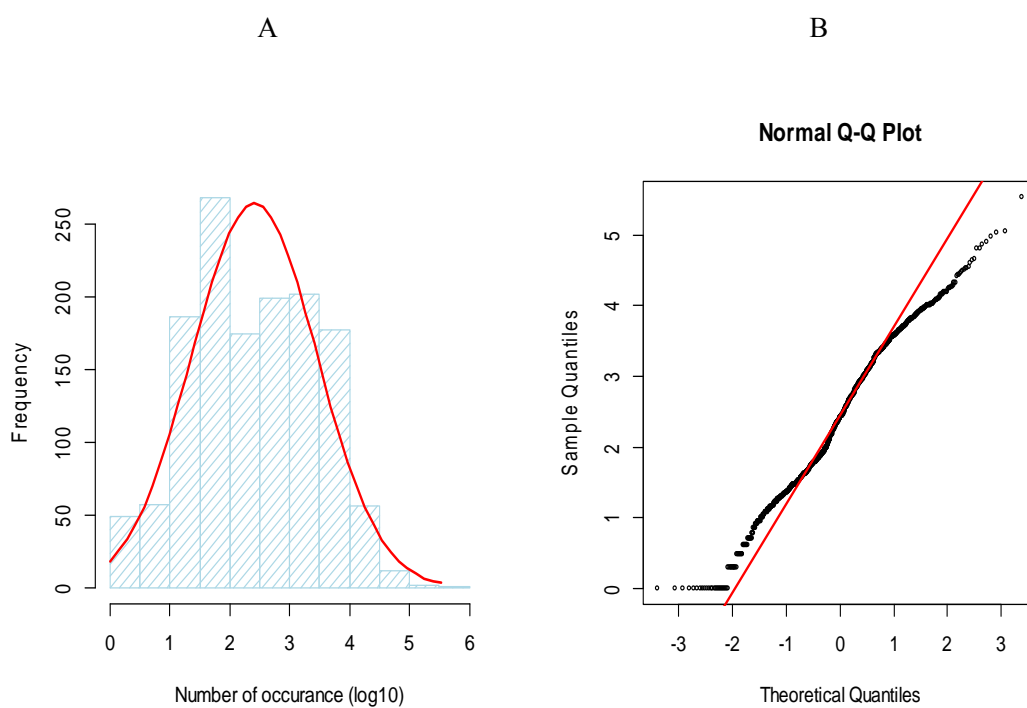 A
B
Normal Q-Q Plot
Frequency
0 50 100 150 200 250
0 1 2 3 4 5 6
Number of occurance (log10)
Sample Quantiles
0 1 2 3 4 5
-3 -2 -1 0 1 2 3
Theoretical Quantiles